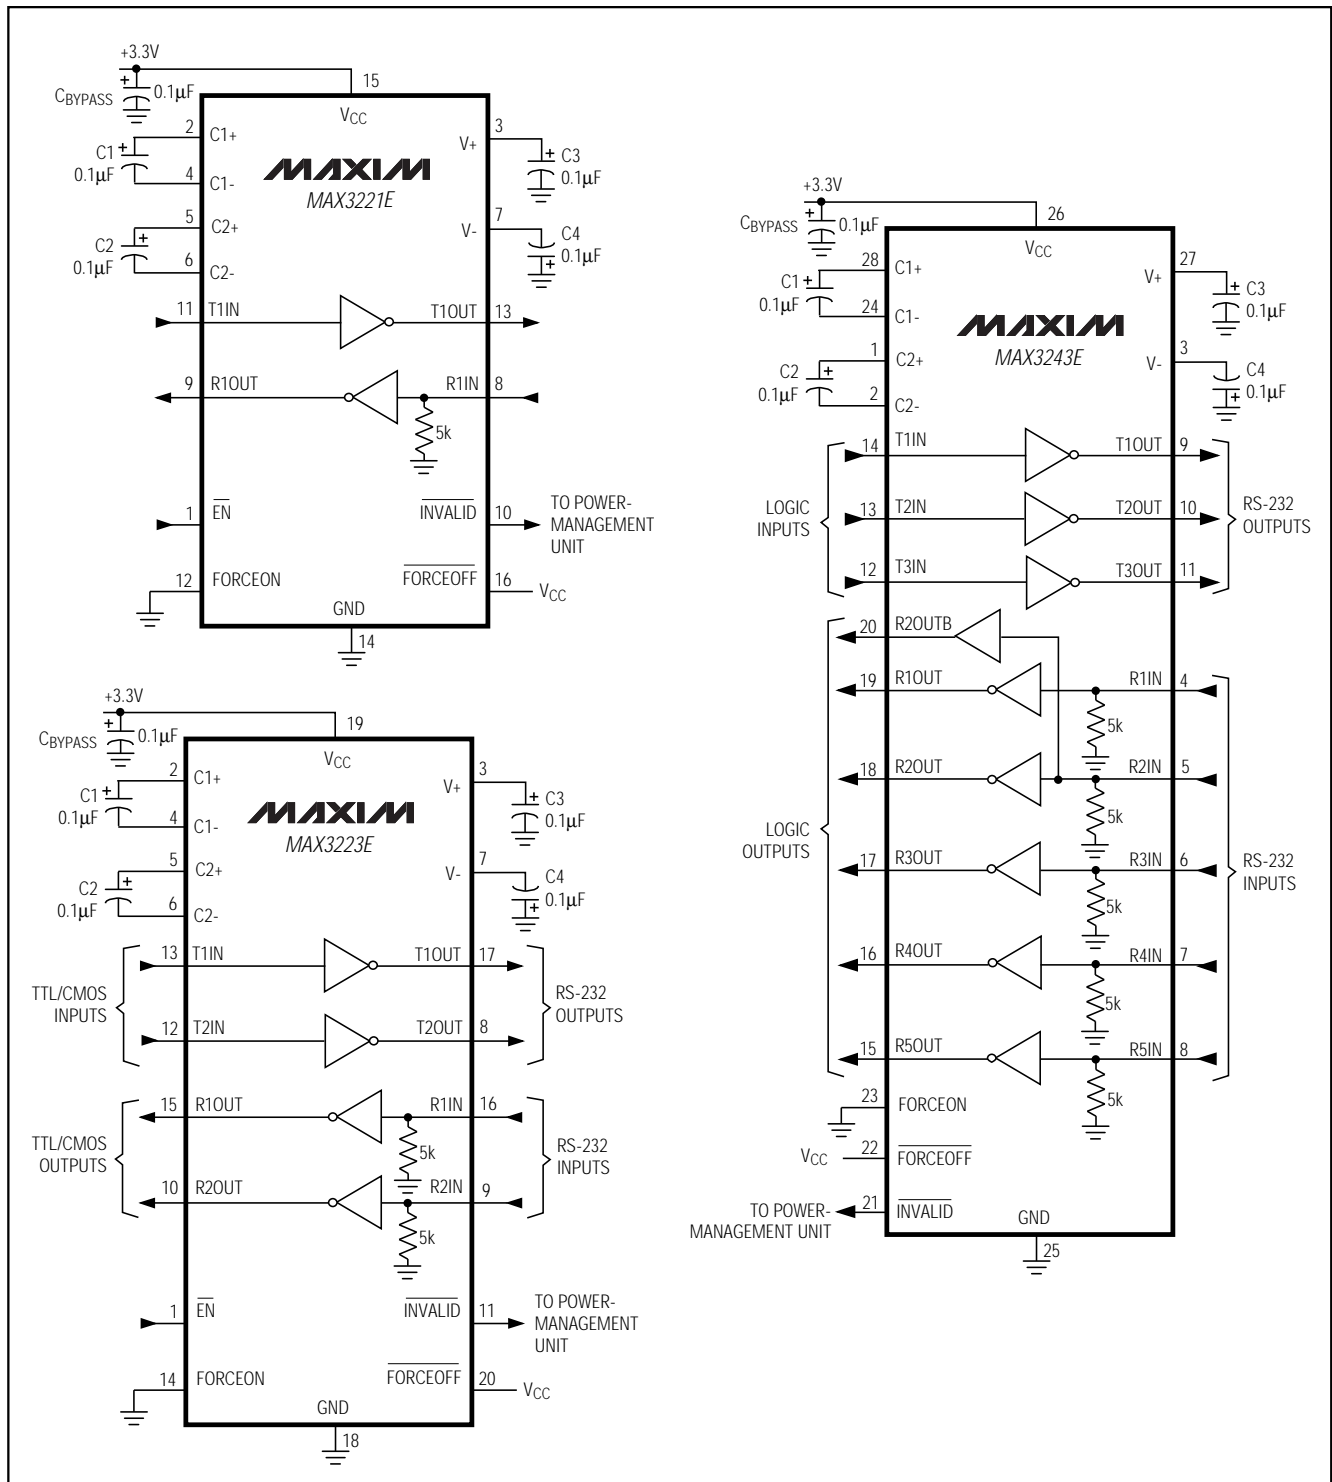 +3.3V
CBYPASS
0.1µF
15
VCC
2
C1+
C1
0.1µF
4
C1-
5
C2+
C2
0.1µF
6
C2-
MAXIM
MAX3221E
3
V+
C3
0.1µF
7
V-
C4
0.1µF
11
T1IN
T1OUT
13
9
R1OUT
R1IN
8
5k
1
EN
INVALID
10
TO POWER-
MANAGEMENT
UNIT
12
FORCEON
FORCEOFF
16
VCC
GND
14
+3.3V
CBYPASS
0.1µF
19
VCC
2
C1+
C1
0.1µF
4
C1-
5
C2+
C2
0.1µF
6
C2-
MAXIM
MAX3223E
3
V+
C3
0.1µF
7
V-
C4
0.1µF
TTL/CMOS
INPUTS
13
T1IN
T1OUT
17
12
T2IN
T2OUT
8
RS-232
OUTPUTS
TTL/CMOS
OUTPUTS
15
R1OUT
R1IN
16
5k
10
R2OUT
R2IN
9
5k
RS-232
INPUTS
1
EN
INVALID
11
TO POWER-
MANAGEMENT
UNIT
14
FORCEON
FORCEOFF
20
VCC
GND
18
+3.3V
CBYPASS
0.1µF
26
VCC
28
C1+
C1
0.1µF
24
C1-
1
C2+
C2
0.1µF
2
C2-
MAXIM
MAX3243E
27
V+
C3
0.1µF
3
V-
C4
0.1µF
LOGIC
INPUTS
14
T1IN
T1OUT
9
13
T2IN
T2OUT
10
12
T3IN
T3OUT
11
RS-232
OUTPUTS
LOGIC
OUTPUTS
20
R2OUTB
19
R1OUT
R1IN
4
5k
18
R2OUT
R2IN
5
5k
17
R3OUT
R3IN
6
5k
16
R4OUT
R4IN
7
5k
15
R5OUT
R5IN
8
5k
RS-232
INPUTS
23
FORCEON
VCC
22
FORCEOFF
TO POWER-
MANAGEMENT UNIT
21
INVALID
GND
25